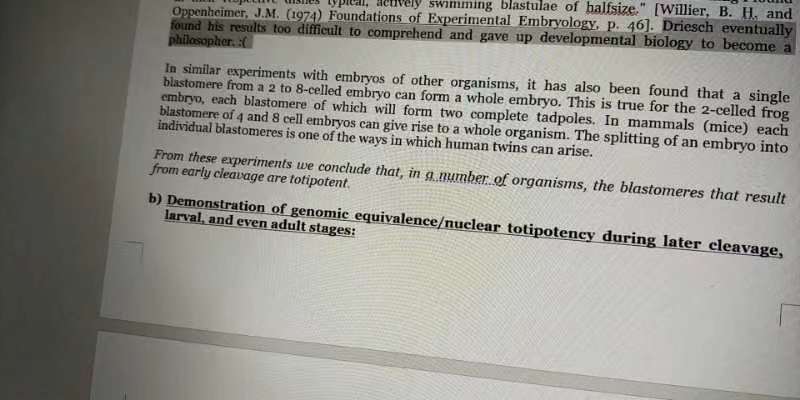 dishes typical, actively swimming blastulae of halfsize." [Willier, B. H. and
Oppenheimer, J.M. (1974) Foundations of Experimental Embryology, p. 46]. Driesch eventually
found his results too difficult to comprehend and gave up developmental biology to become a
philosopher. :(
In similar experiments with embryos of other organisms, it has also been found that a single
blastomere from a 2 to 8-celled embryo can form a whole embryo. This is true for the 2-celled frog
embryo, each blastomere of which will form two complete tadpoles. In mammals (mice) each
blastomere of 4 and 8 cell embryos can give rise to a whole organism. The splitting of an embryo into
individual blastomeres is one of the ways in which human twins can arise.
From these experiments we conclude that, in a number of organisms, the blastomeres that result
from early cleavage are totipotent.
b) Demonstration of genomic equivalence/nuclear totipotency during later cleavage,
larval, and even adult stages: